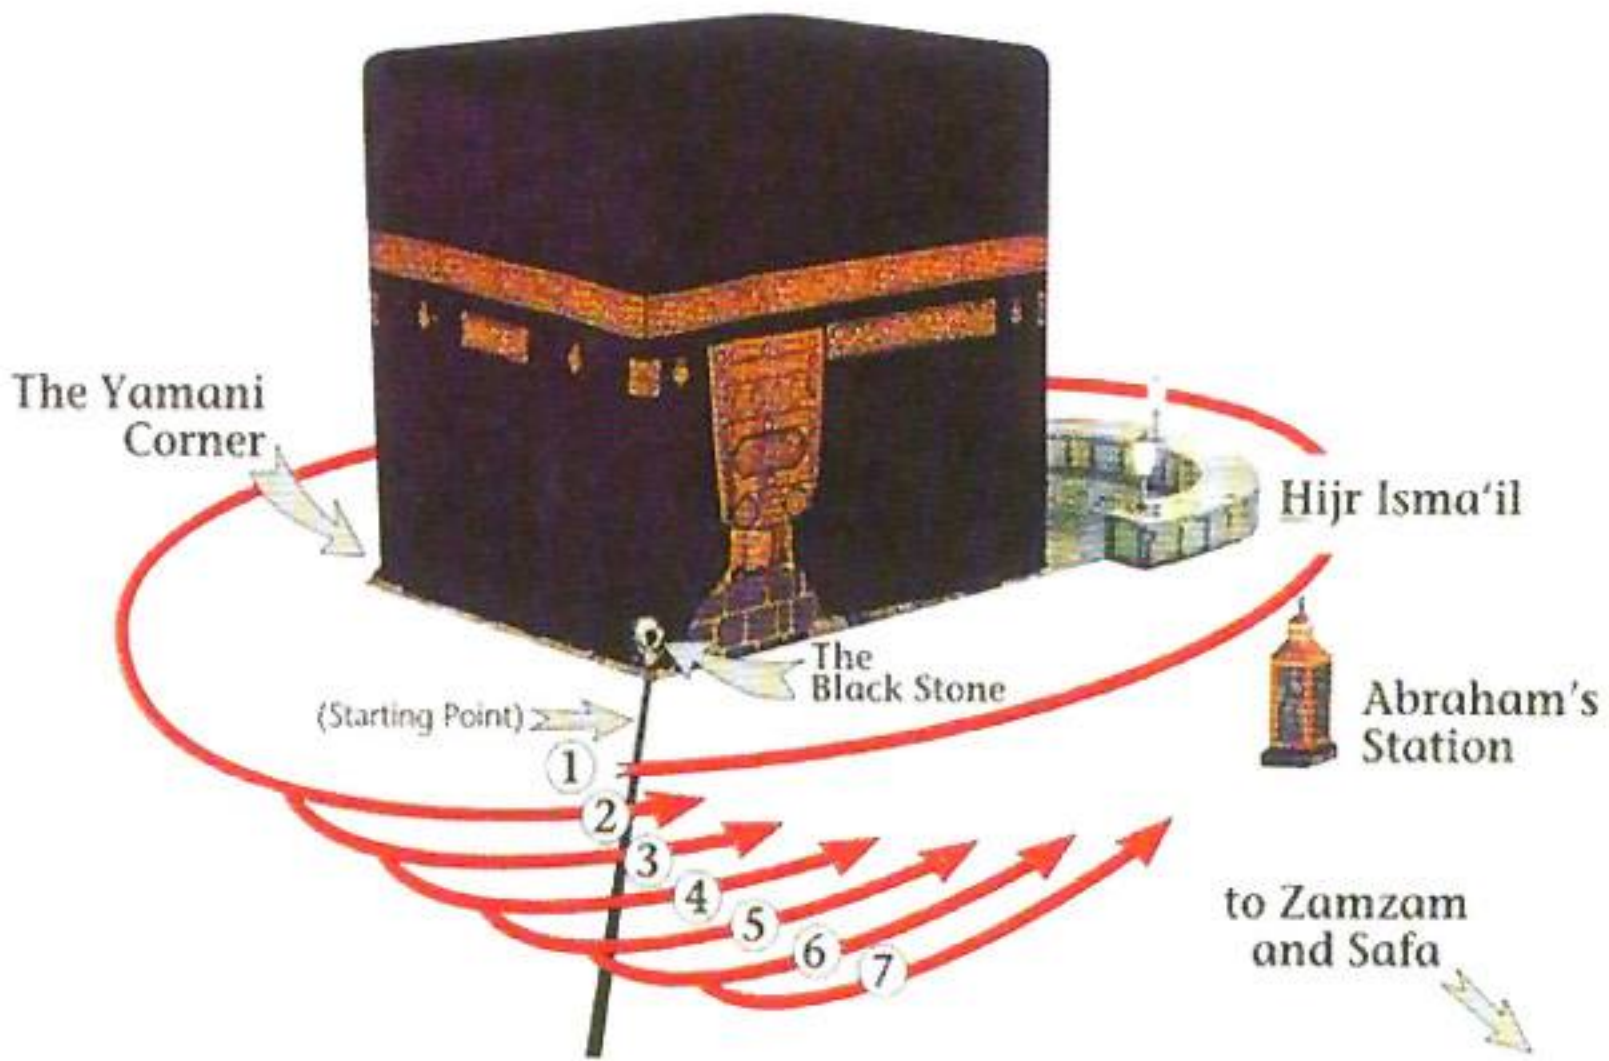 The Yamani
Corner
Hijr Isma'il
The
Black Stone
(Starting Point)
Abraham's
Station
1
2
3
4
5
6
7
to Zamzam
and Safa